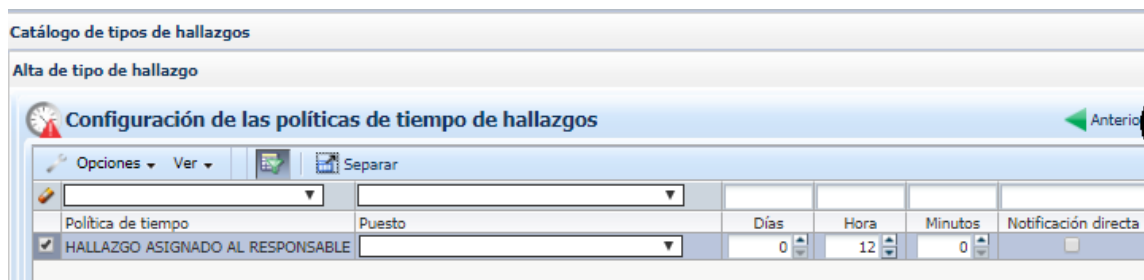 Catálogo de tipos de hallazgos
Alta de tipo de hallazgo
Configuración de las políticas de tiempo de hallazgos Anterio
Opciones Ver Separar
Política de tiempo Puesto Días Hora Minutos Notificación directa
HALLAZGO ASIGNADO AL RESPONSABLE 0 12 0